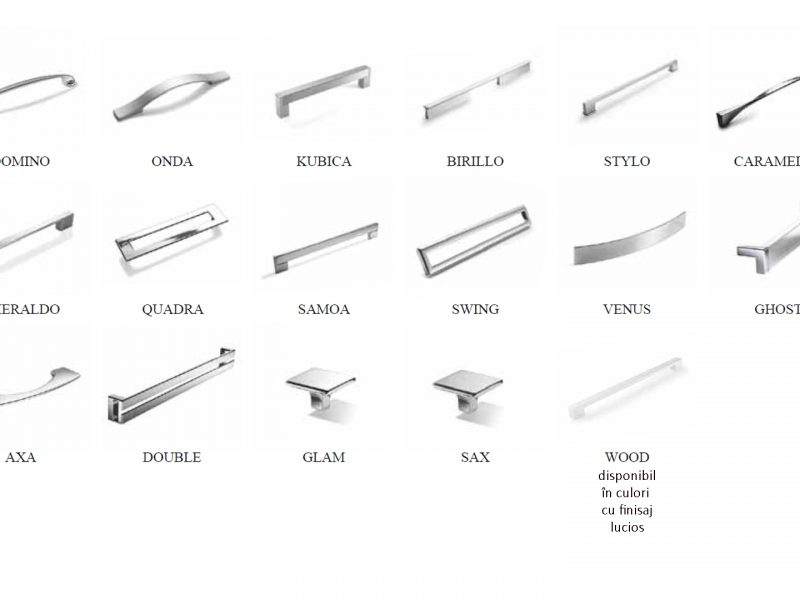 OMINO ONDA KUBICA BIRILLO STYLO CARAMEL
ERALDO QUADRA SAMOA SWING VENUS GHOST
AXA DOUBLE GLAM SAX WOOD
disponibil
în culori
cu finisaj
lucios